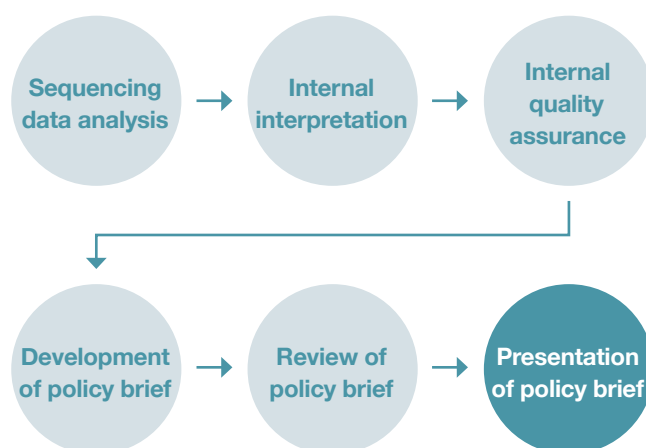 Sequencing
data analysis
Internal
interpretation
Internal
quality
assurance
Development
of policy brief
Review of
policy brief
Presentation
of policy brief